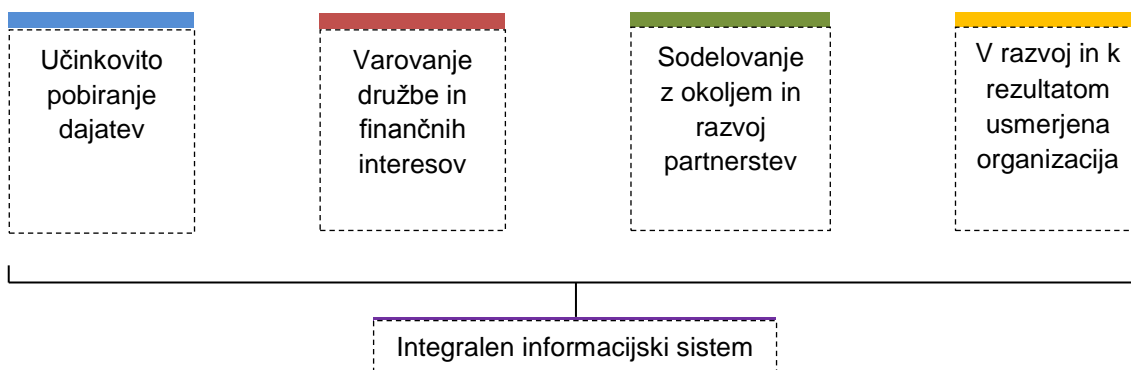 Učinkovito
pobiranje
dajatev
Varovanje
družbe in
finančnih
interesov
Sodelovanje
z okoljem in
razvoj
partnerstev
V razvoj in k
rezultatom
usmerjena
organizacija
Integralen informacijski sistem